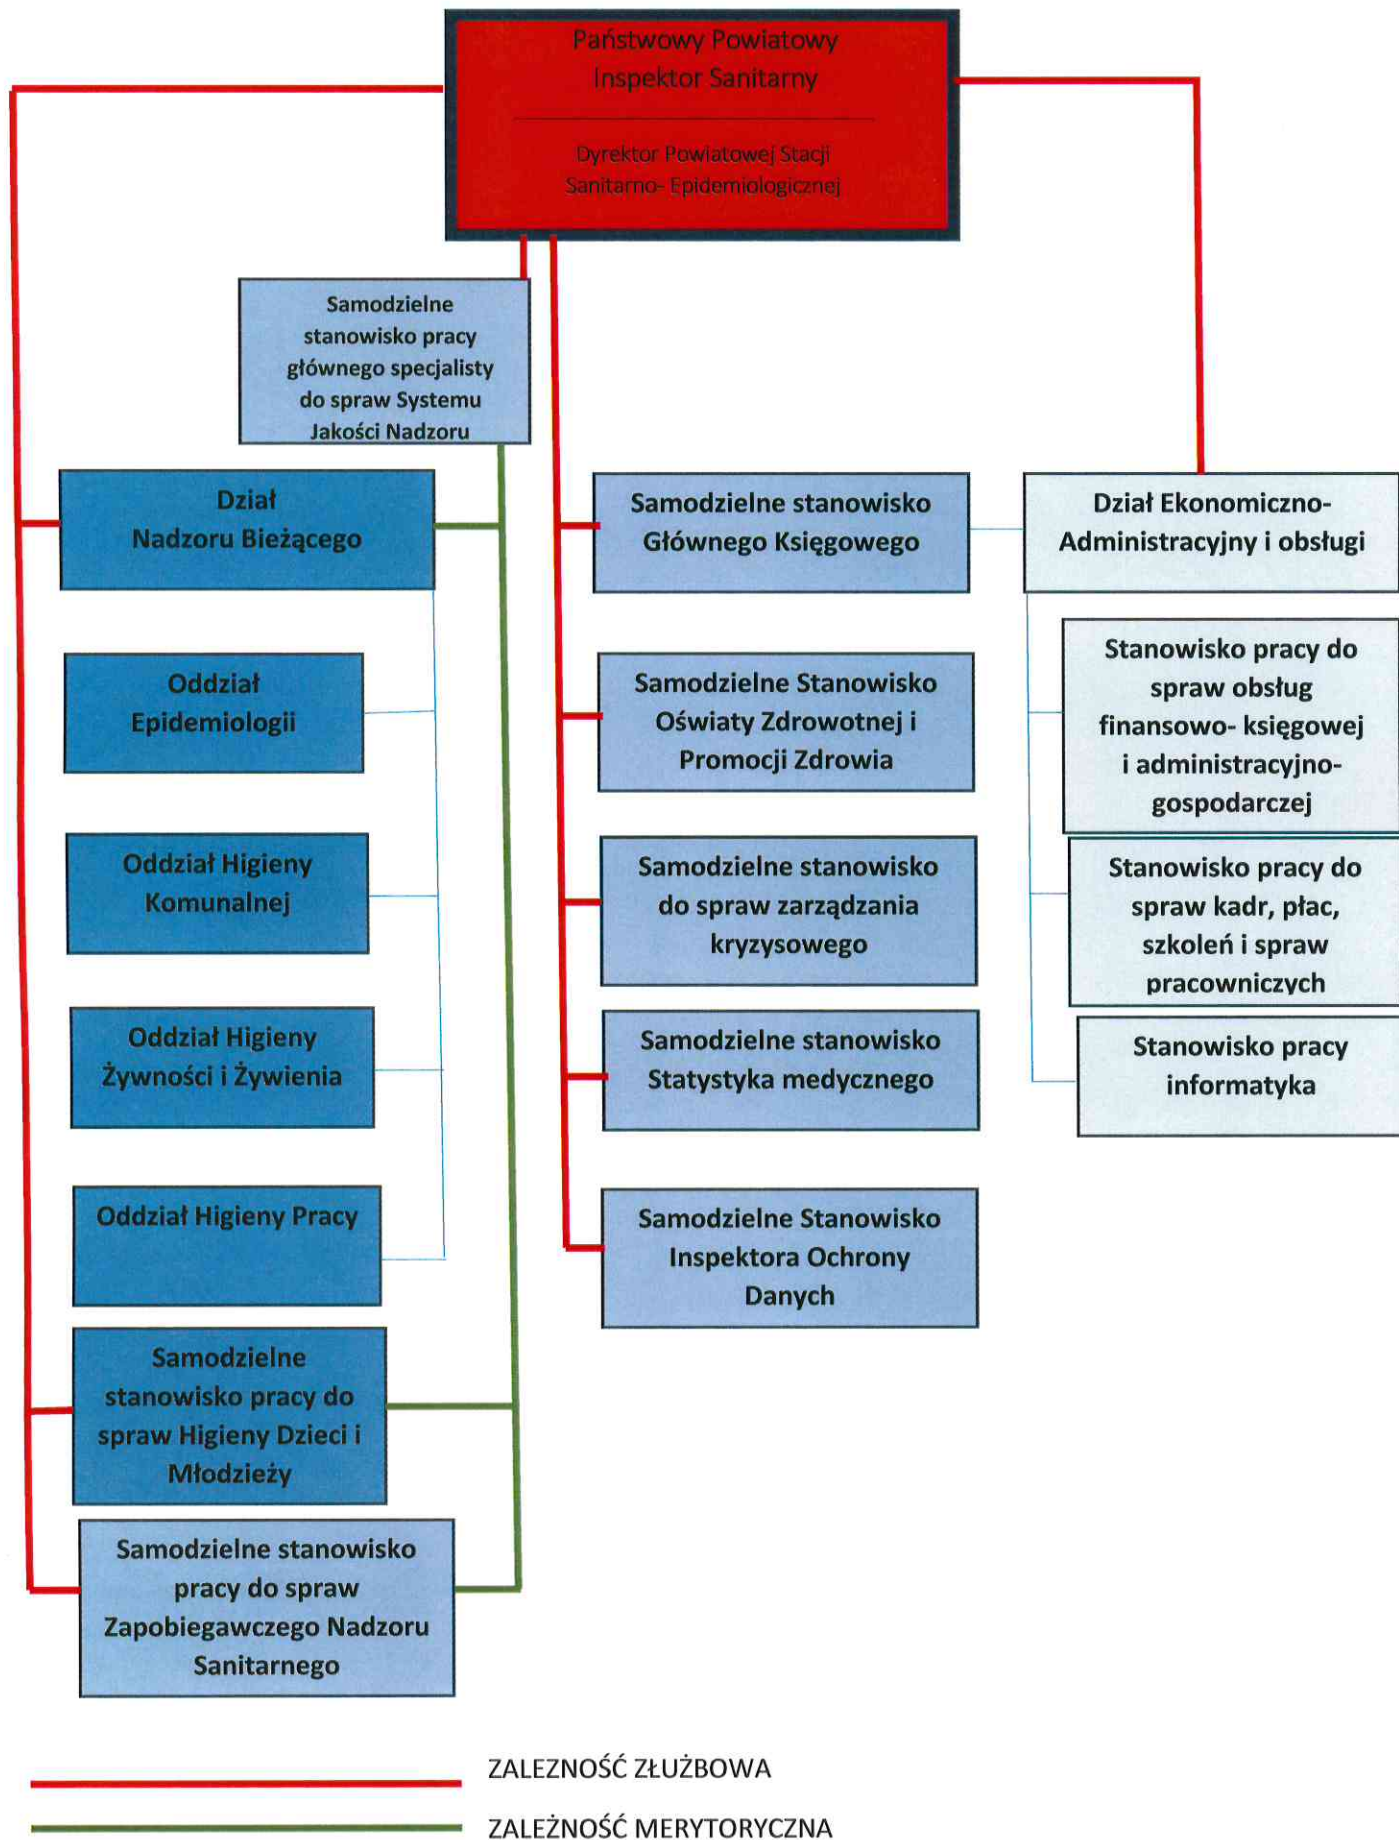 Państwowy Powiatowy
Inspektor Sanitarny
Dyrektor Powiatowej Stacji
Sanitarno- Epidemiologicznej
Samodzielne
stanowisko pracy
głównego specjalisty
do spraw Systemu
Jakości Nadzoru
Dział
Nadzoru Bieżącego
Oddział
Epidemiologii
Oddział Higieny
Komunalnej
Oddział Higieny
Żywności i Żywienia
Oddział Higieny Pracy
Samodzielne
stanowisko pracy do
spraw Higieny Dzieci i
Młodzieży
Samodzielne stanowisko
pracy do spraw
Zapobiegawczego Nadzoru
Sanitarnego
Samodzielne stanowisko
Głównego Księgowego
Samodzielne Stanowisko
Oświaty Zdrowotnej i
Promocji Zdrowia
Samodzielne stanowisko
do spraw zarządzania
kryzysowego
Samodzielne stanowisko
Statystyka medycznego
Samodzielne Stanowisko
Inspektora Ochrony
Danych
Dział Ekonomiczno-
Administracyjny i obsługi
Stanowisko pracy do
spraw obsług
finansowo- księgowej
i administracyjno-
gospodarczej
Stanowisko pracy do
spraw kadr, płac,
szkoleń i spraw
pracowniczych
Stanowisko pracy
informatyka
ZALEZNOŚĆ ZŁUŻBOWA
ZALEŻNOŚĆ MERYTORYCZNA